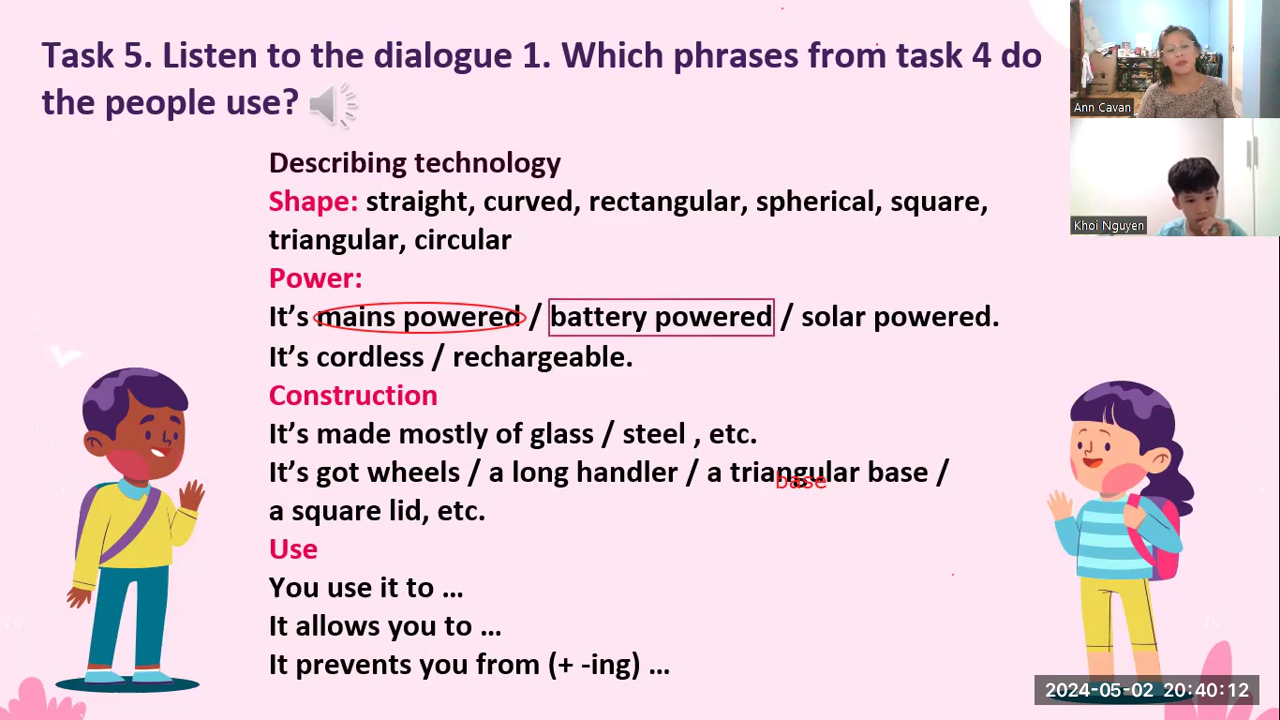 Task 5. Listen to the dialogue 1. Which phrases from task 4 do
the people use?
Ann Cavan
Describing technology
Shape: straight, curved, rectangular, spherical, square,
Khoi Nguyen
triangular, circular
Power:
It's mains powered / battery powered / solar powered.
It's cordless / rechargeable.
Construction
It's made mostly of glass / steel , etc.
It's got wheels / a long handler / a triangular base /
base
a square lid, etc.
Use
You use it to ...
It allows you to ...
It prevents you from (+ -ing) ...
2024-05-02 20:40:12